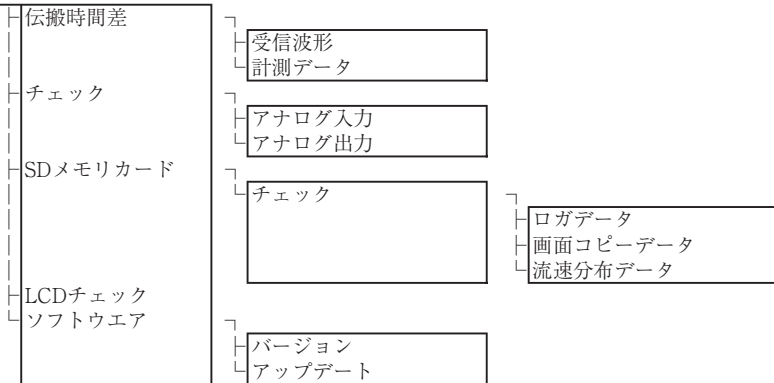 伝搬時間差
受信波形
計測データ
チェック
アナログ入力
アナログ出力
SDメモリカード
チェック
ロガデータ
画面コピーデータ
流速分布データ
LCDチェック
ソフトウエア
バージョン
アップデート